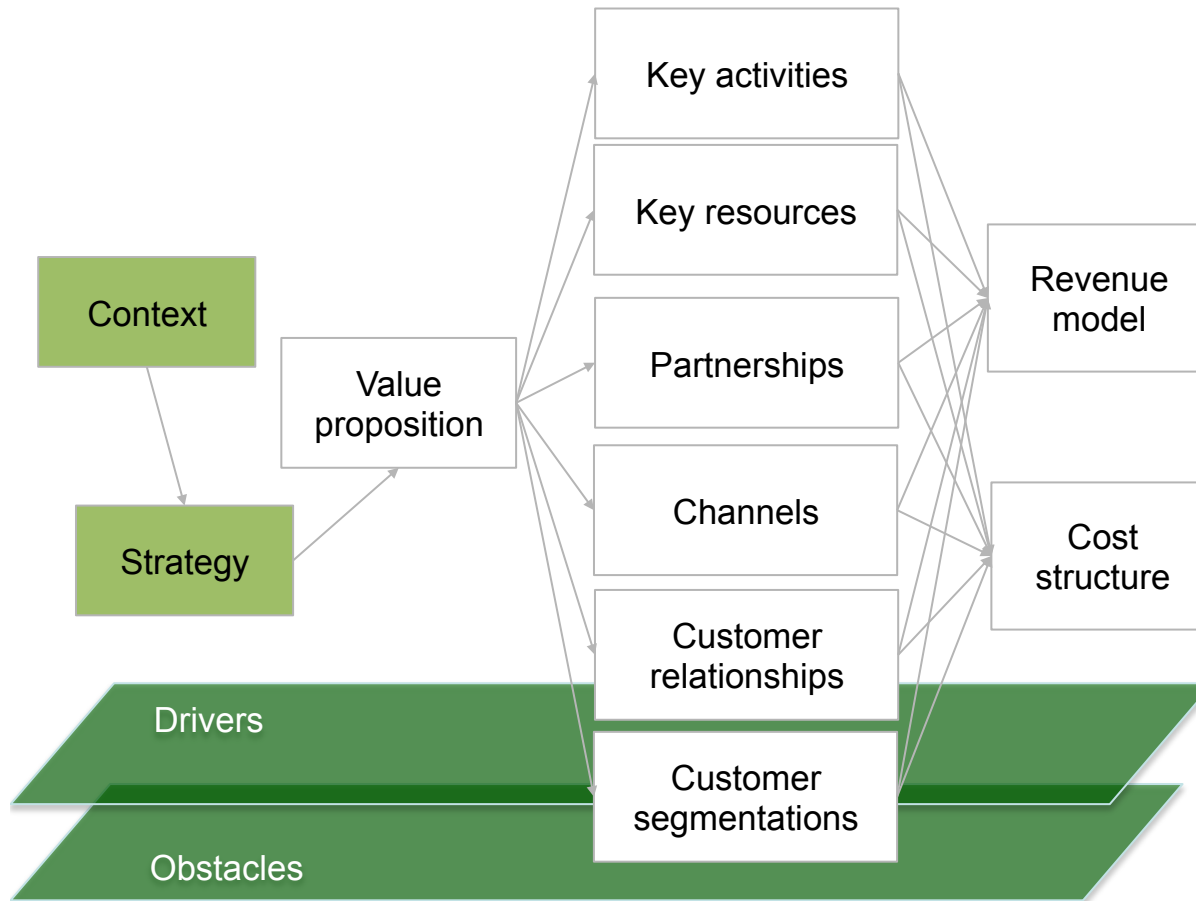 Context
Strategy
Value
proposition
Key activities
Key resources
Partnerships
Channels
Customer
relationships
Customer
segmentations
Revenue
model
Cost
structure
Drivers
Obstacles